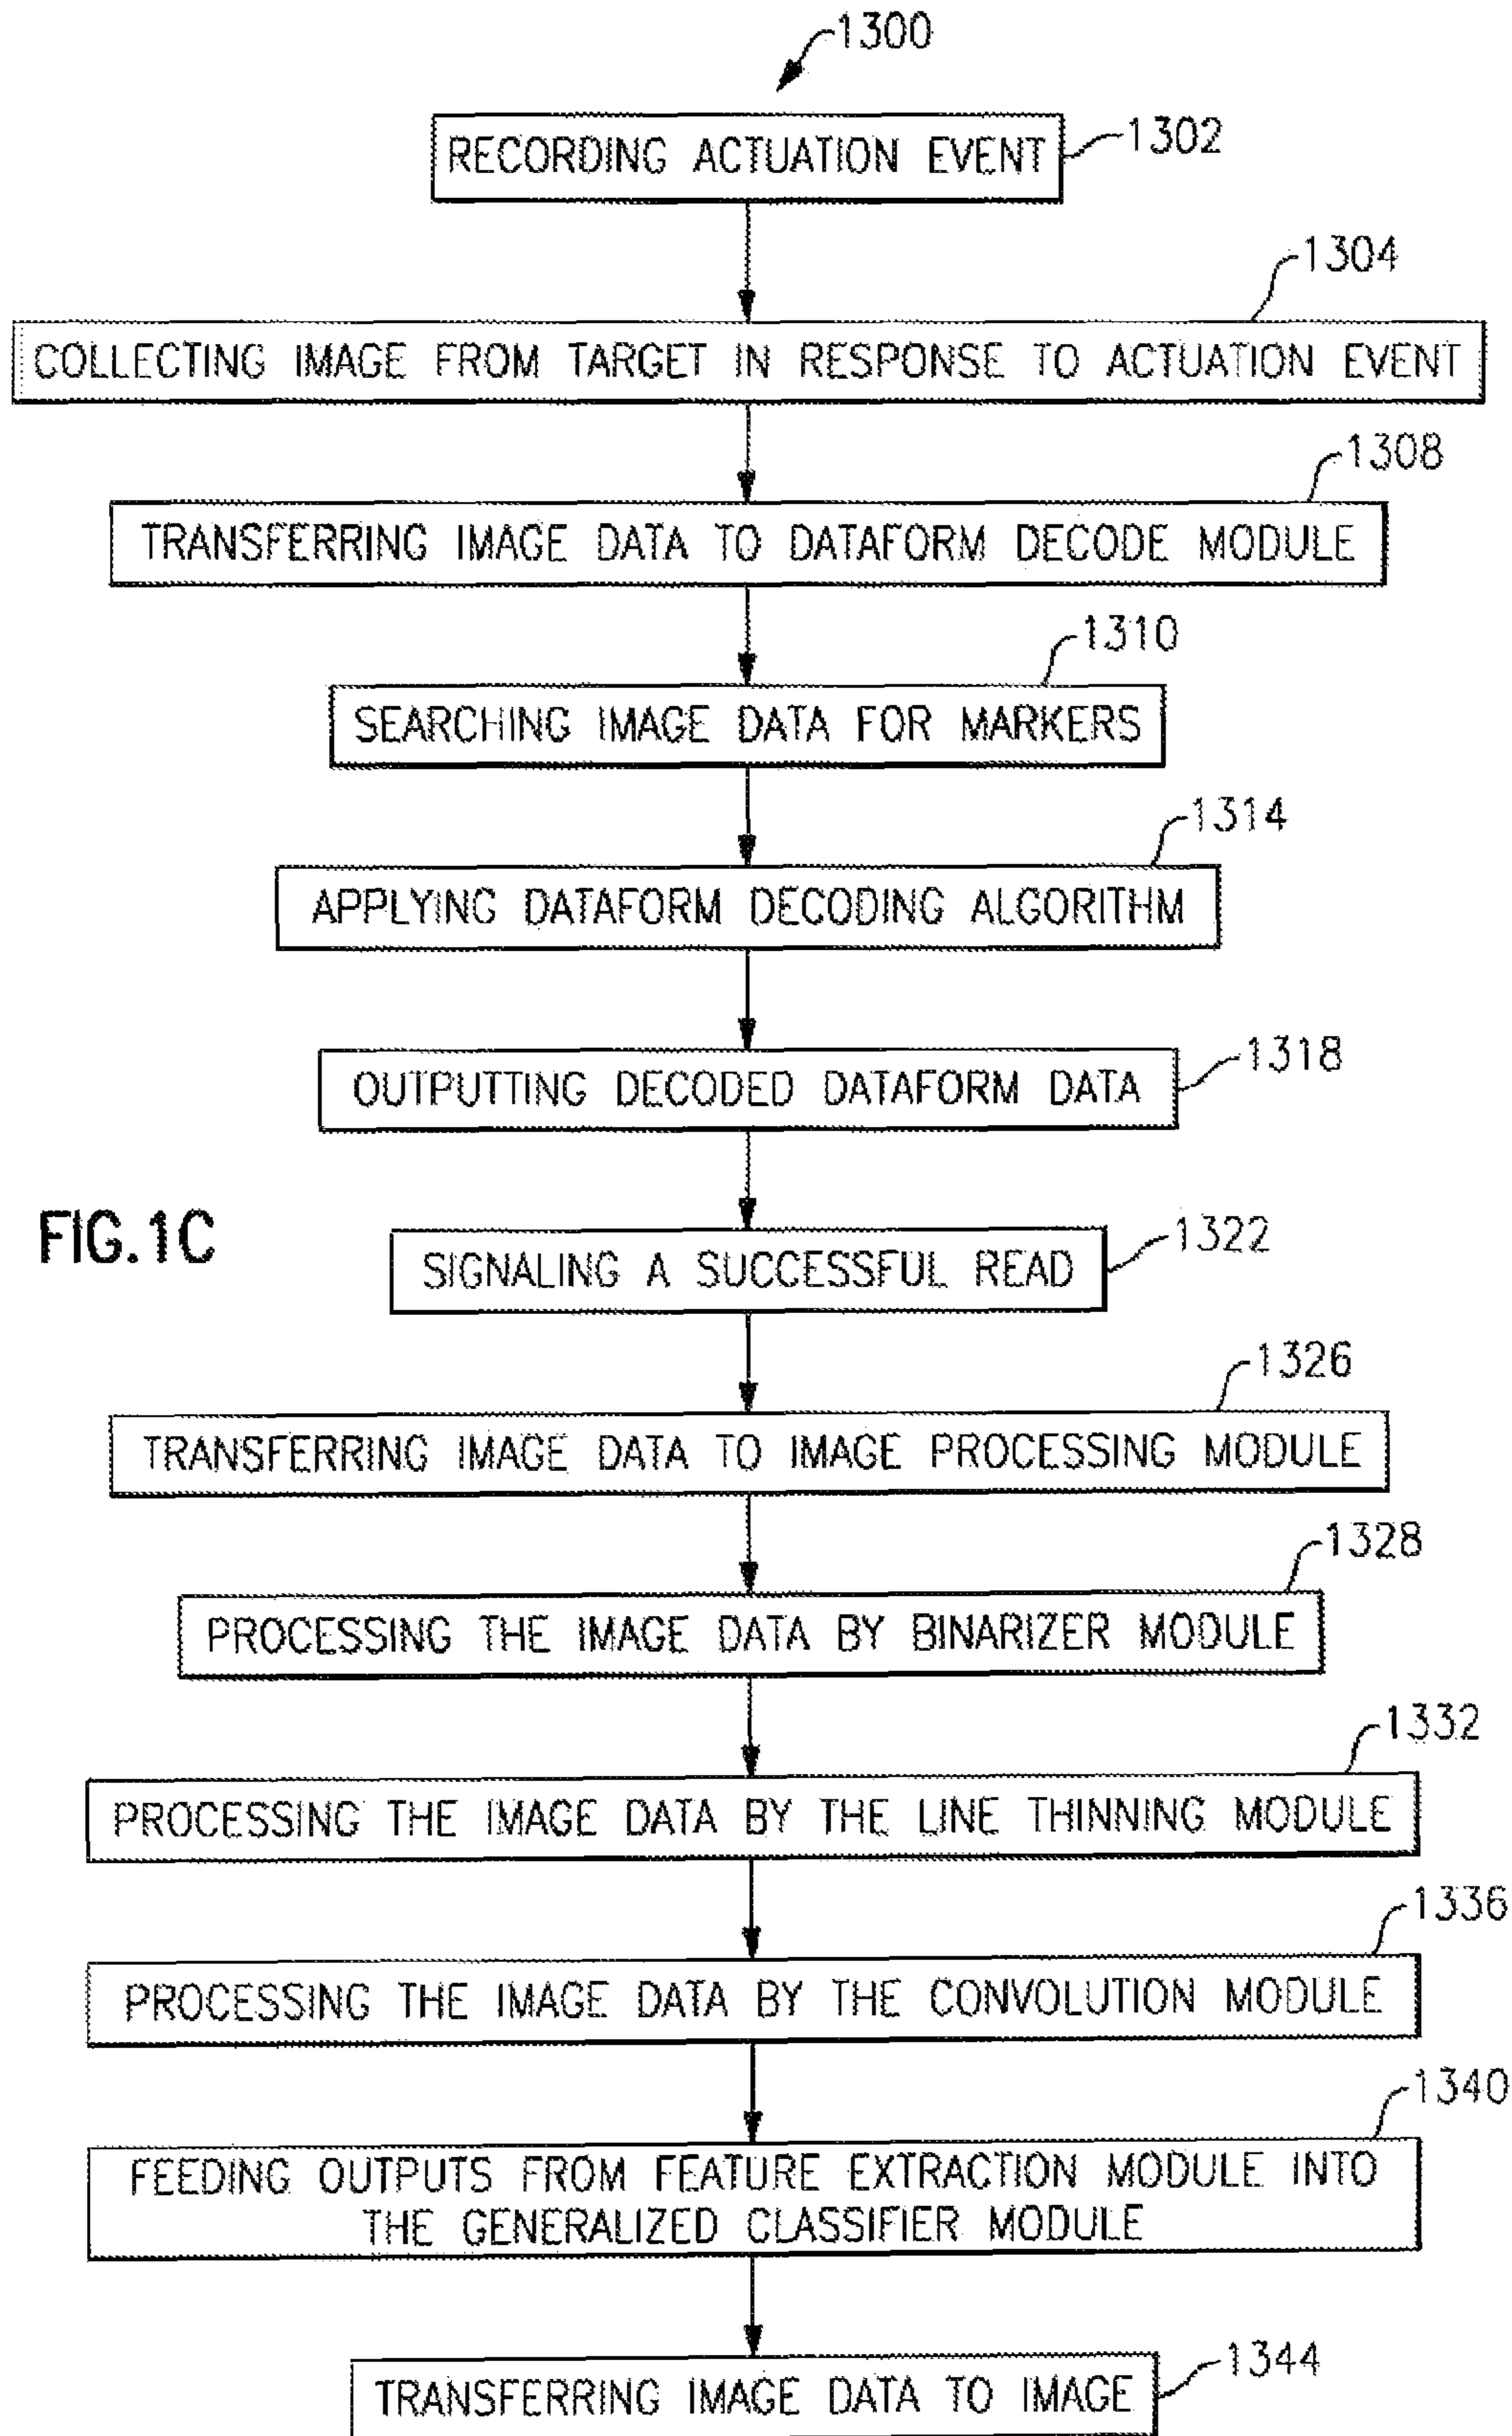 1300
RECORDING ACTUATION EVENT
1302
1304
COLLECTING IMAGE FROM TARGET IN RESPONSE TO ACTUATION EVENT
1308
TRANSFERRING IMAGE DATA TO DATAFORM DECODE MODULE
1310
SEARCHING IMAGE DATA FOR MARKERS
1314
APPLYING DATAFORM DECODING ALGORITHM
OUTPUTTING DECODED DATAFORM DATA
1318
FIG.1C
SIGNALING A SUCCESSFUL READ
1322
1326
TRANSFERRING IMAGE DATA TO IMAGE PROCESSING MODULE
1328
PROCESSING THE IMAGE DATA BY BINARIZER MODULE
1332
PROCESSING THE IMAGE DATA BY THE LINE THINNING MODULE
1336
PROCESSING THE IMAGE DATA BY THE CONVOLUTION MODULE
1340
FEEDING OUTPUTS FROM FEATURE EXTRACTION MODULE INTO
THE GENERALIZED CLASSIFIER MODULE
TRANSFERRING IMAGE DATA TO IMAGE
1344